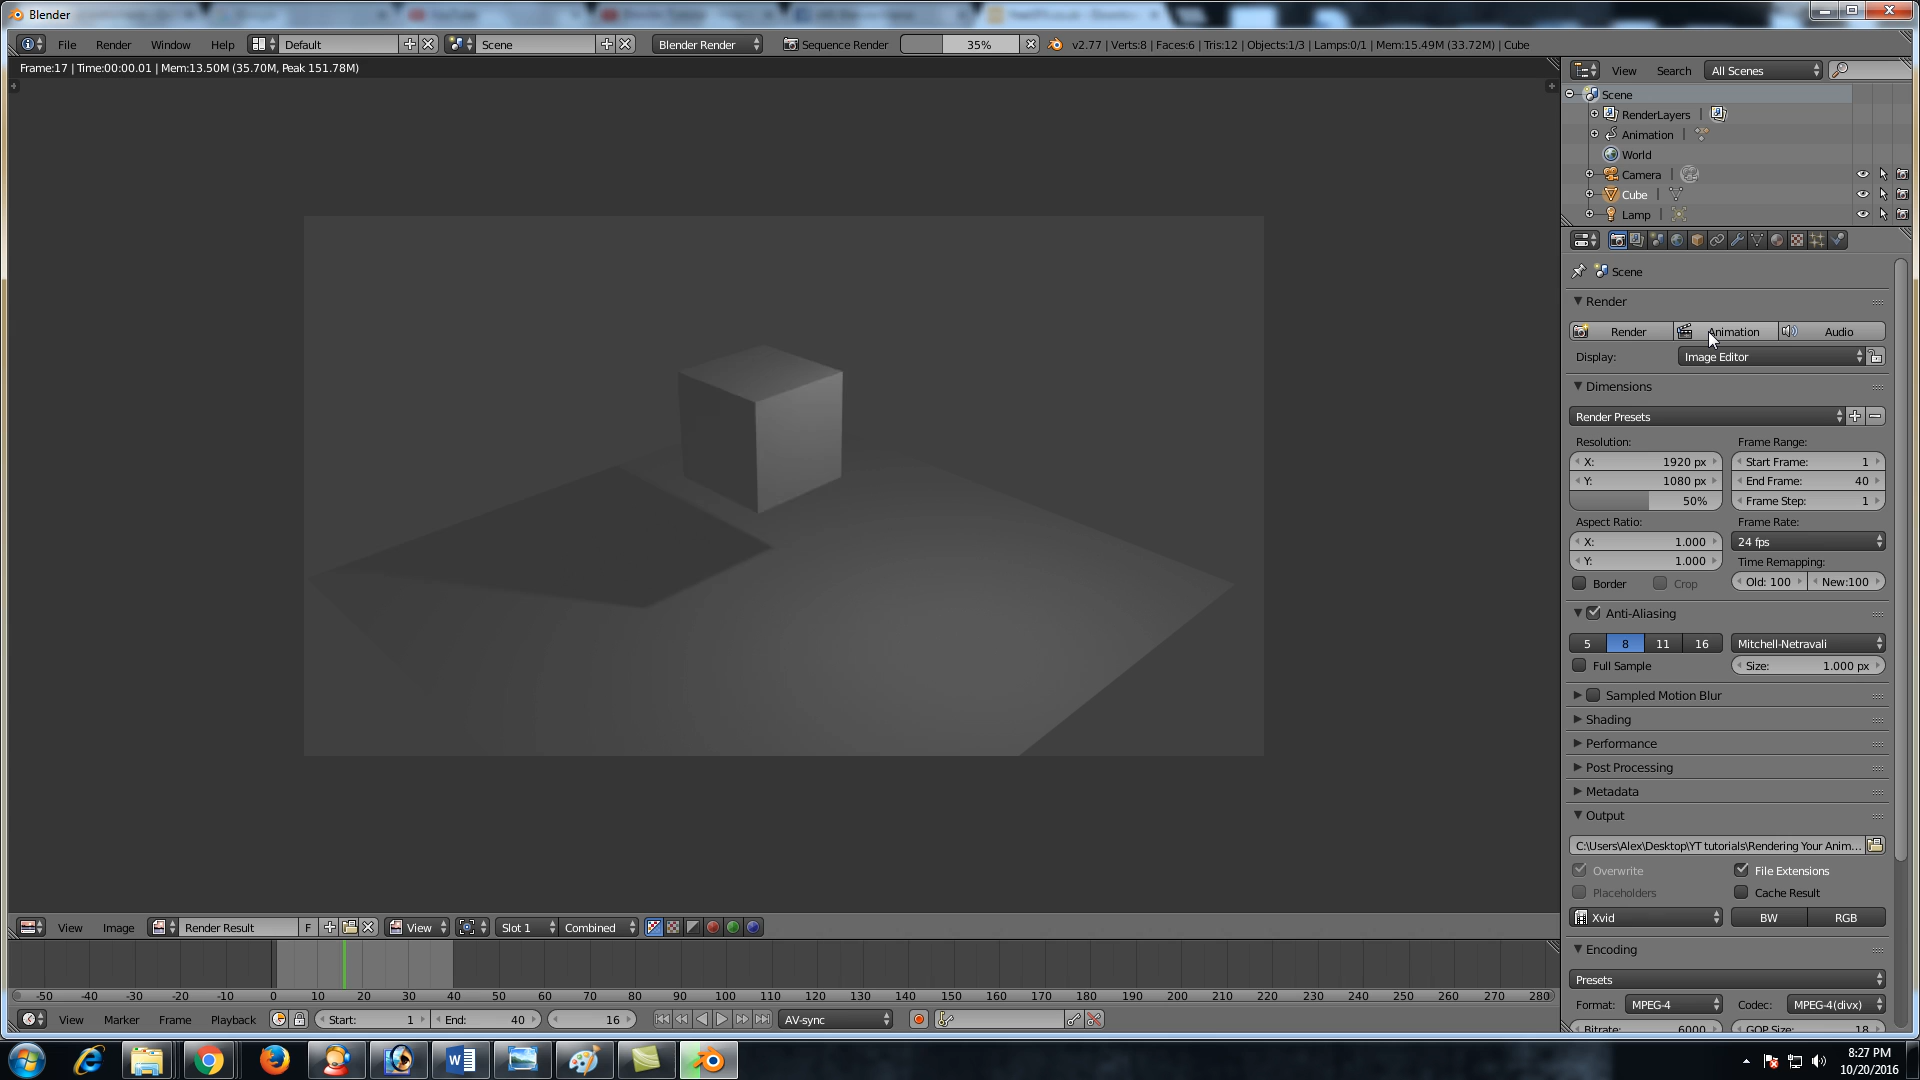 Blender
File Render Window Help Default Scene Blender Render Sequence Render 35% v2.77 | Verts:8 | Faces:6 | Tris:12 | Objects:1/3 | Lamps:0/1 | Mem:15.49M (33.72M) | Cube
Frame:17 | Time:00:00.01 | Mem:13.50M (35.70M, Peak 151.78M)
View Search All Scenes
Scene
RenderLayers
Animation
World
Camera
Cube
Lamp
Scene
Render
Render Animation Audio
Display: Image Editor
Dimensions
Render Presets
Resolution: Frame Range:
X: 1920 px Start Frame: 1
Y: 1080 px End Frame: 40
50% Frame Step: 1
Aspect Ratio: Frame Rate:
X: 1.000 24 fps
Y: 1.000 Time Remapping:
Border Crop Old: 100 New:100
Anti-Aliasing
5 8 11 16 Mitchell-Netravali
Full Sample Size: 1.000 px
Sampled Motion Blur
Shading
Performance
Post Processing
Metadata
Output
C:\Users\Alex\Desktop\YT tutorials\Rendering Your Anim...
Overwrite File Extensions
Placeholders Cache Result
Xvid BW RGB
Encoding
Presets
Format: MPEG-4 Codec: MPEG-4(divx)
Bitrate: 6000 GOP Size: 18
View Image Render Result F View Slot 1 Combined
-50 -40 -30 -20 -10 0 10 20 30 40 50 60 70 80 90 100 110 120 130 140 150 160 170 180 190 200 210 220 230 240 250 260 270 280
View Marker Frame Playback Start: 1 End: 40 16 AV-sync
8:27 PM
10/20/2016